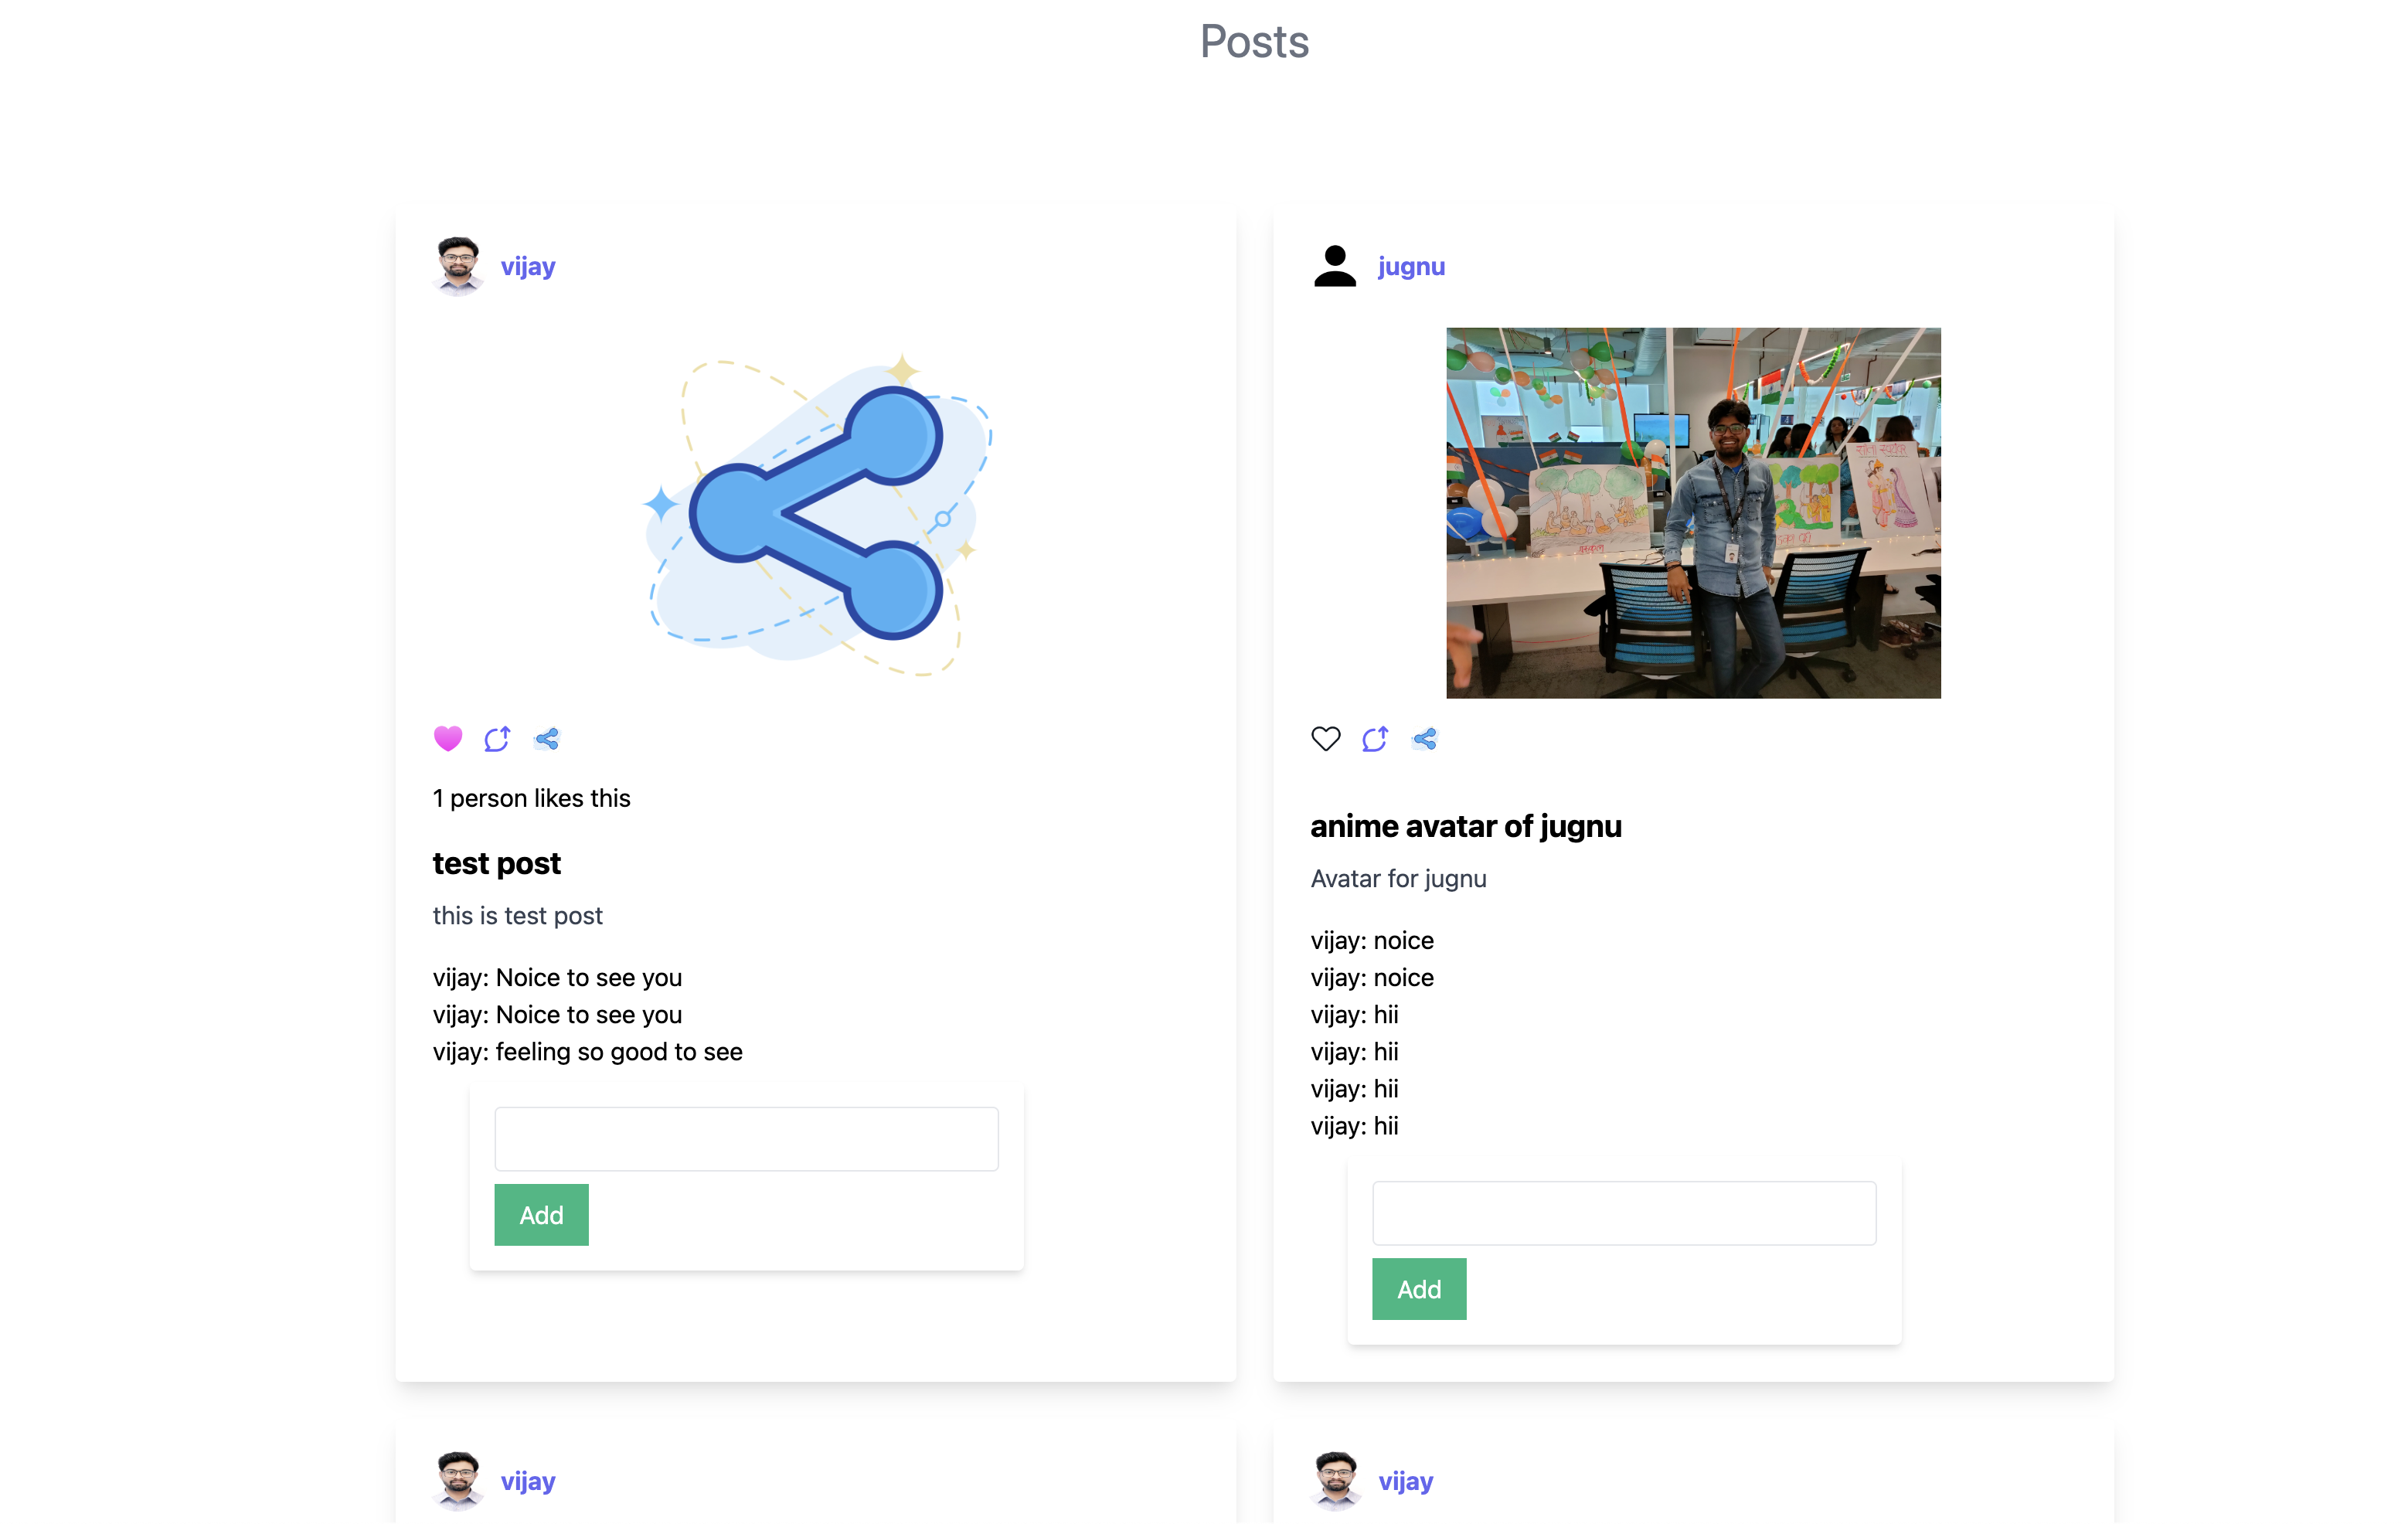 Posts
vijay
1 person likes this
test post
this is test post
vijay: Noice to see you
vijay: Noice to see you
vijay: feeling so good to see
Add
jugnu
anime avatar of jugnu
Avatar for jugnu
vijay: noice
vijay: noice
vijay: hii
vijay: hii
vijay: hii
vijay: hii
Add
vijay
vijay